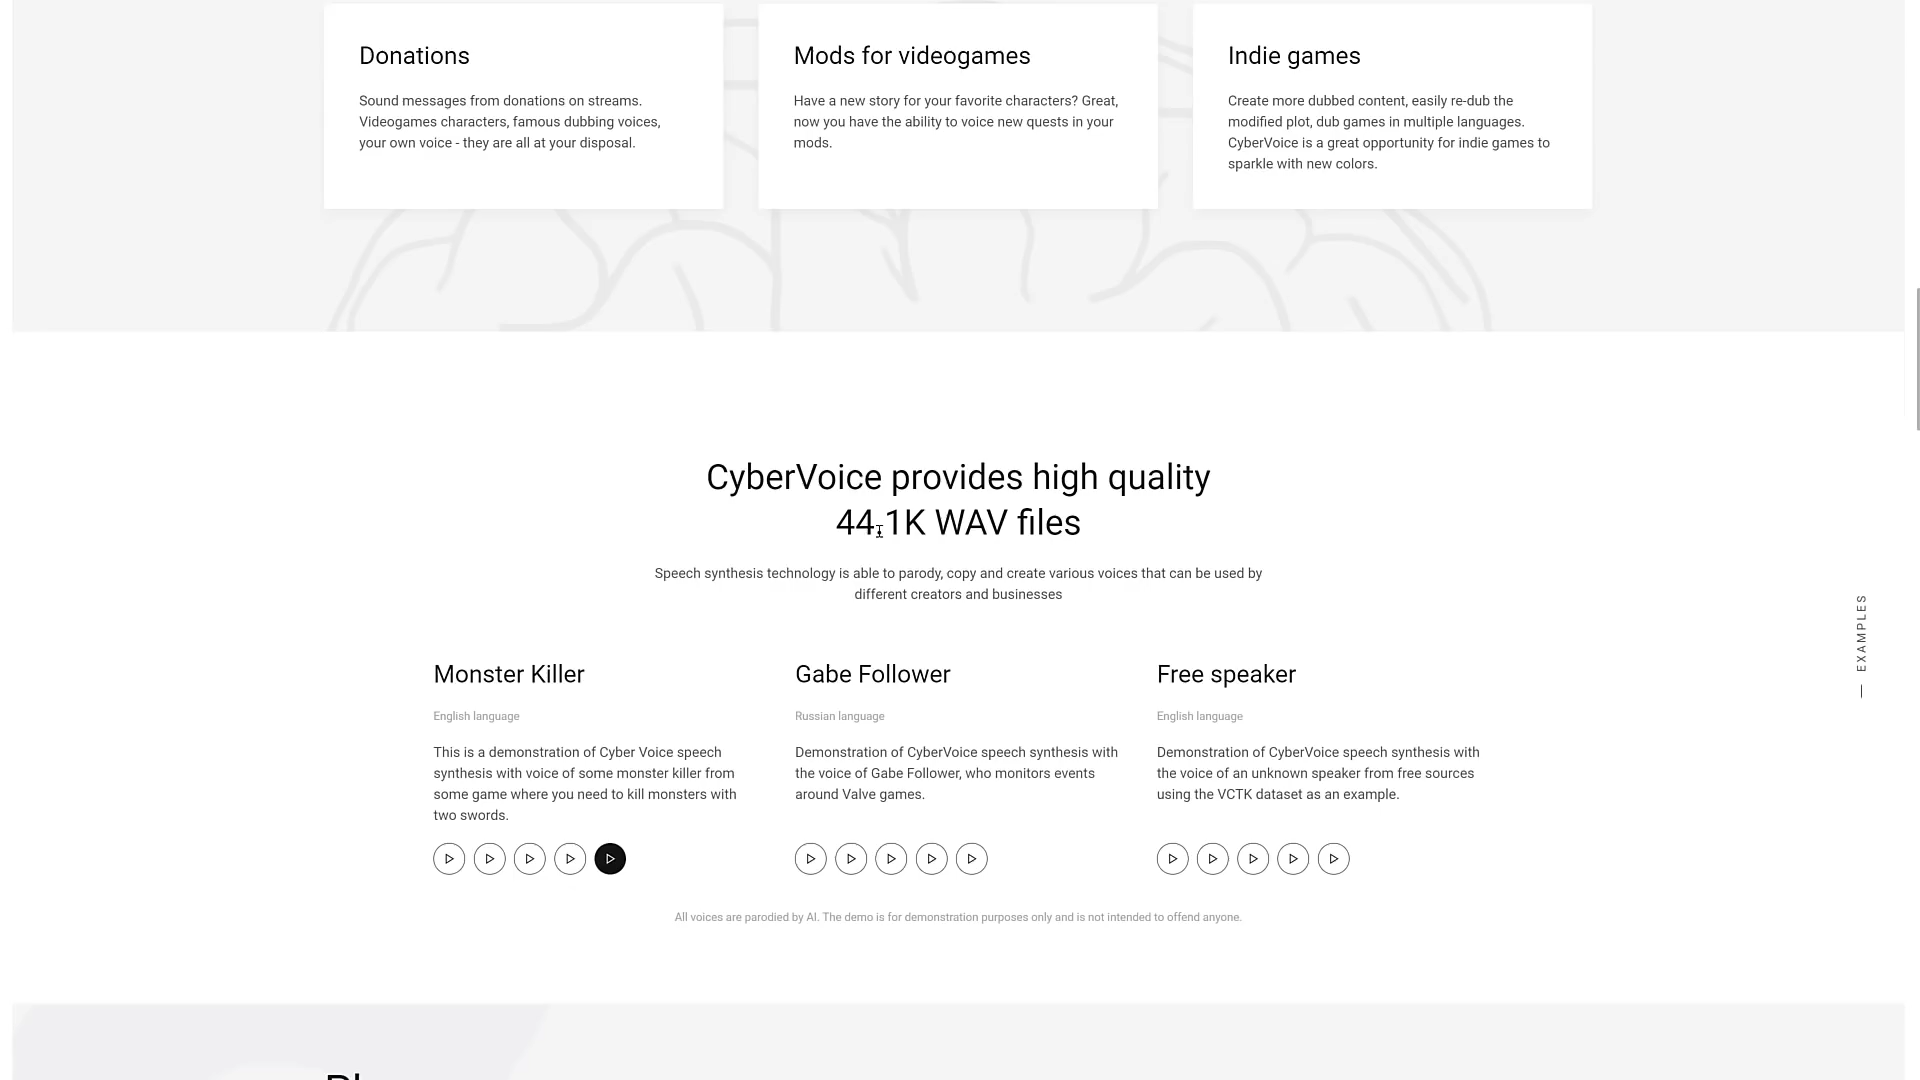 Donations
Sound messages from donations on streams.
Videogames characters, famous dubbing voices,
your own voice - they are all at your disposal.
Mods for videogames
Have a new story for your favorite characters? Great,
now you have the ability to voice new quests in your
mods.
Indie games
Create more dubbed content, easily re-dub the
modified plot, dub games in multiple languages.
CyberVoice is a great opportunity for indie games to
sparkle with new colors.
CyberVoice provides high quality
44.1K WAV files
Speech synthesis technology is able to parody, copy and create various voices that can be used by
different creators and businesses
Monster Killer
English language
This is a demonstration of Cyber Voice speech
synthesis with voice of some monster killer from
some game where you need to kill monsters with
two swords.
Gabe Follower
Russian language
Demonstration of CyberVoice speech synthesis with
the voice of Gabe Follower, who monitors events
around Valve games.
Free speaker
English language
Demonstration of CyberVoice speech synthesis with
the voice of an unknown speaker from free sources
using the VCTK dataset as an example.
All voices are parodied by AI. The demo is for demonstration purposes only and is not intended to offend anyone.
— EXAMPLES